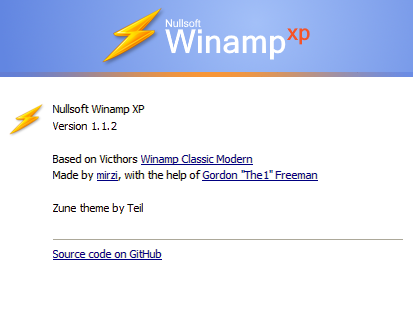 Nullsoft
Winamp xp
Nullsoft Winamp XP
Version 1.1.2
Based on Victhors Winamp Classic Modern
Made by mirzi, with the help of Gordon "The1" Freeman
Zune theme by Teil
Source code on GitHub